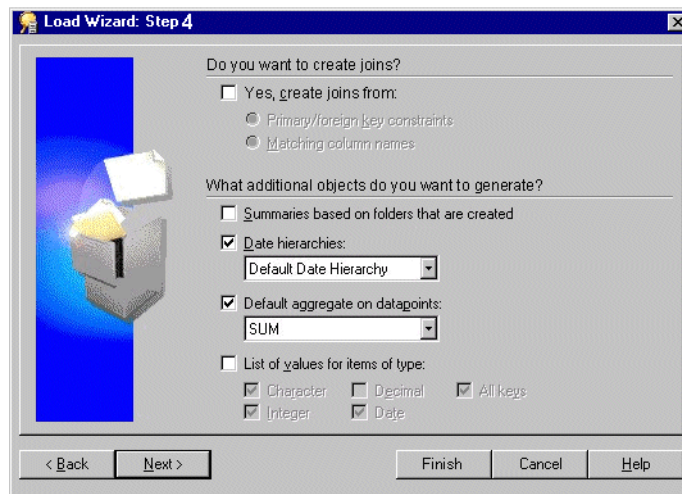 Load Wizard: Step 4
Do you want to create joins?
Yes, create joins from:
Primary/foreign key constraints
Matching column names
What additional objects do you want to generate?
Summaries based on folders that are created
Date hierarchies:
Default Date Hierarchy
Default aggregate on datapoints:
SUM
List of values for items of type:
Character Decimal All keys
Integer Date
< Back Next > Finish Cancel Help